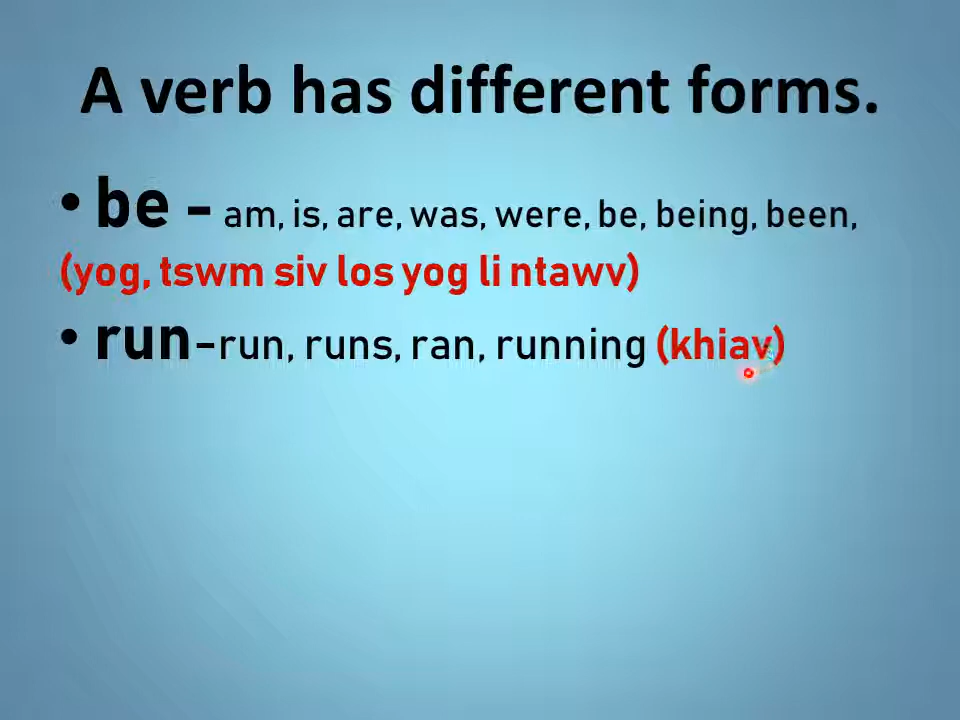 A verb has different forms.
• be - am, is, are, was, were, be, being, been,
(yog, tswm siv los yog li ntawv)
• run-run, runs, ran, running (khiav)